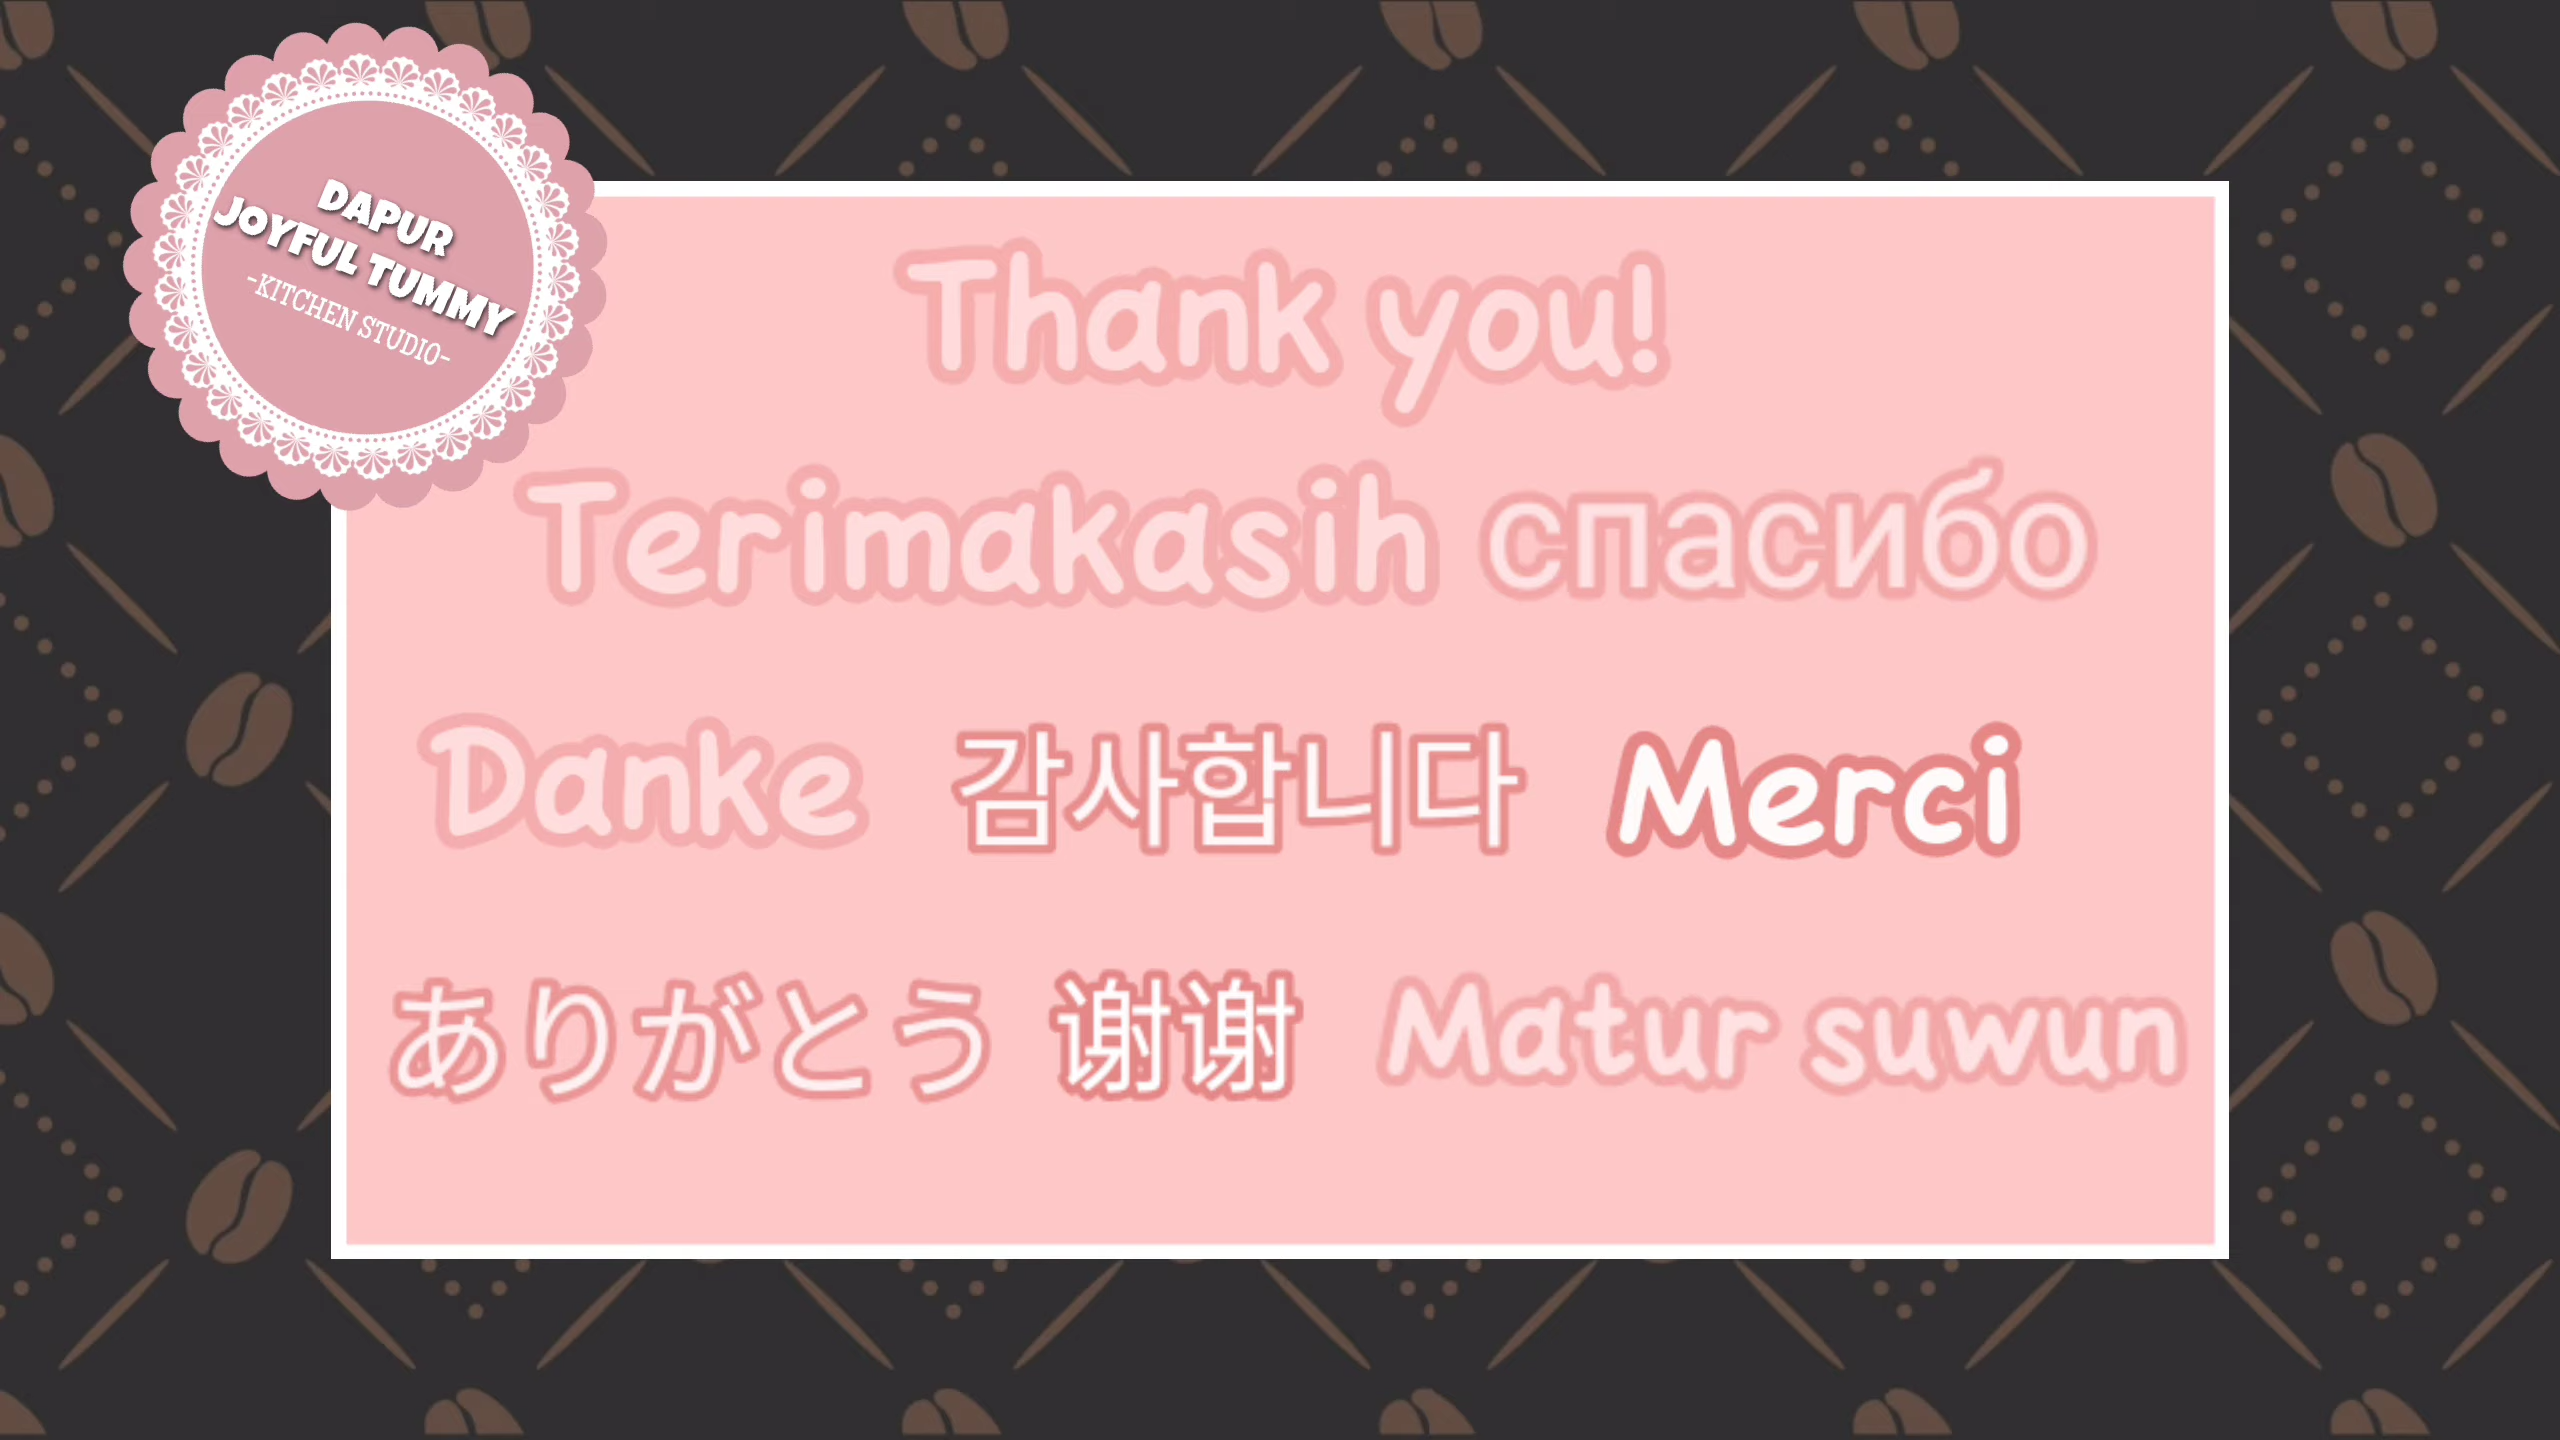 DAPUR
JOYFUL TUMMY
-KITCHEN STUDIO-
Thank you!
Terimakasih спасибо
Danke 감사합니다 Merci
ありがとう 谢谢 Matur suwun